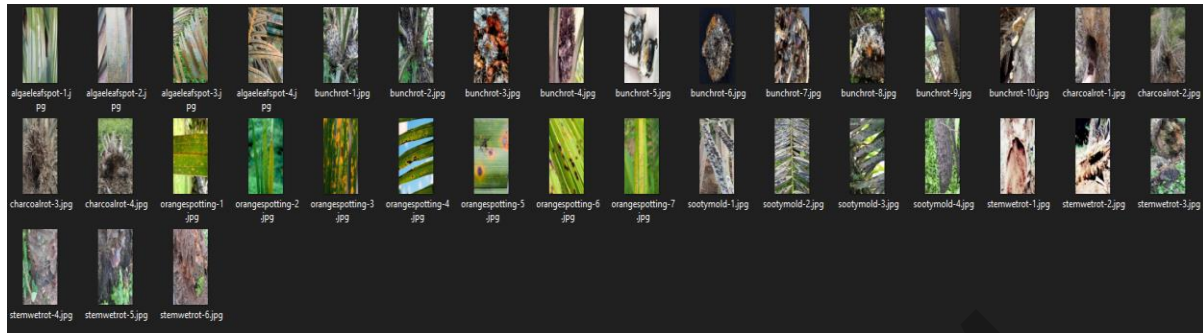 algaeleafspot-1.j
pg
algaeleafspot-2.j
pg
algaeleafspot-3.j
pg
algaeleafspot-4.j
pg
bunchrot-1.jpg
bunchrot-2.jpg
bunchrot-3.jpg
bunchrot-4.jpg
bunchrot-5.jpg
bunchrot-6.jpg
bunchrot-7.jpg
bunchrot-8.jpg
bunchrot-9.jpg
bunchrot-10.jpg
charcoalrot-1.jpg
charcoalrot-2.jpg
charcoalrot-3.jpg
charcoalrot-4.jpg
orangespotting-1
.jpg
orangespotting-2
.jpg
orangespotting-3
.jpg
orangespotting-4
.jpg
orangespotting-5
.jpg
orangespotting-6
.jpg
orangespotting-7
.jpg
sootymold-1.jpg
sootymold-2.jpg
sootymold-3.jpg
sootymold-4.jpg
stemwetrot-1.jpg
stemwetrot-2.jpg
stemwetrot-3.jpg
stemwetrot-4.jpg
stemwetrot-5.jpg
stemwetrot-6.jpg